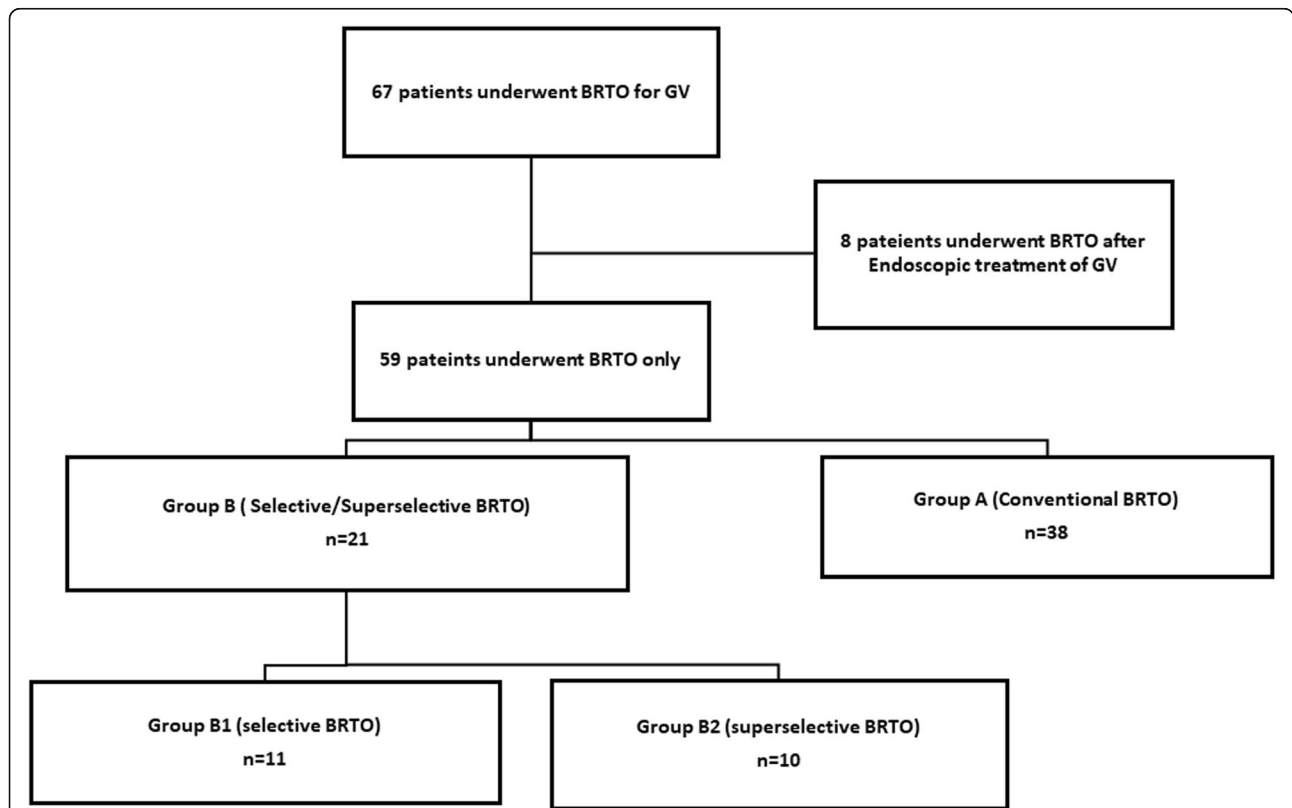 67 patients underwent BRTO for GV
8 pateients underwent BRTO after
Endoscopic treatment of GV
59 pateints underwent BRTO only
Group B ( Selective/Superselective BRTO)
n=21
Group A (Conventional BRTO)
n=38
Group B1 (selective BRTO)
n=11
Group B2 (superselective BRTO)
n=10